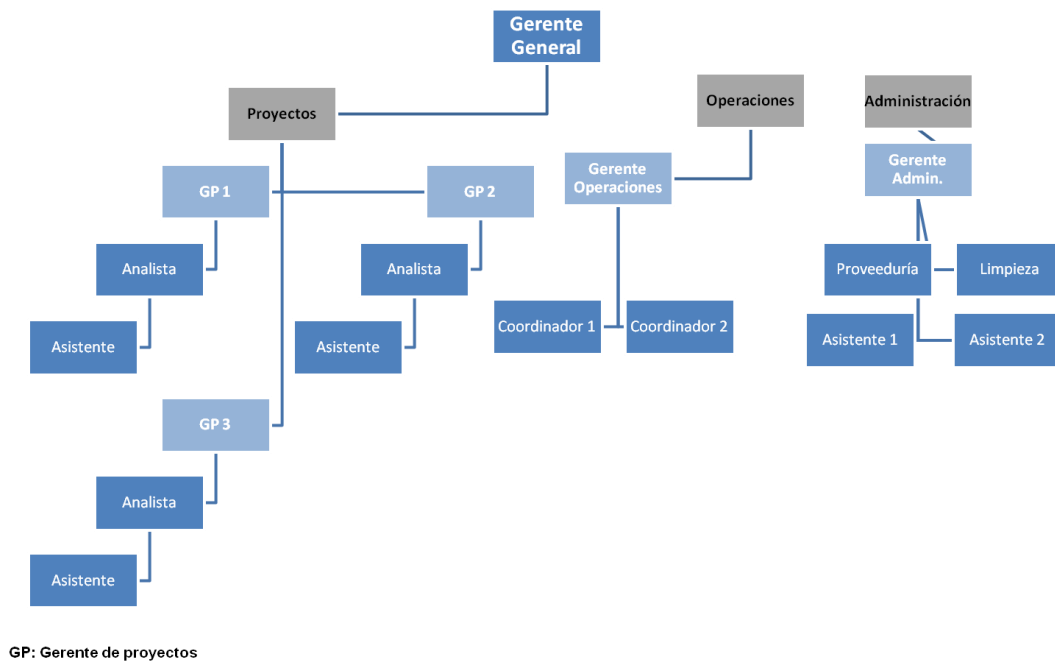 Gerente
General
Proyectos
Operaciones
Administración
GP 1
GP 2
Gerente
Operaciones
Gerente
Admin.
Analista
Analista
Proveeduría
Limpieza
Asistente
Asistente
Coordinador 1
Coordinador 2
Asistente 1
Asistente 2
GP 3
Analista
Asistente
GP: Gerente de proyectos